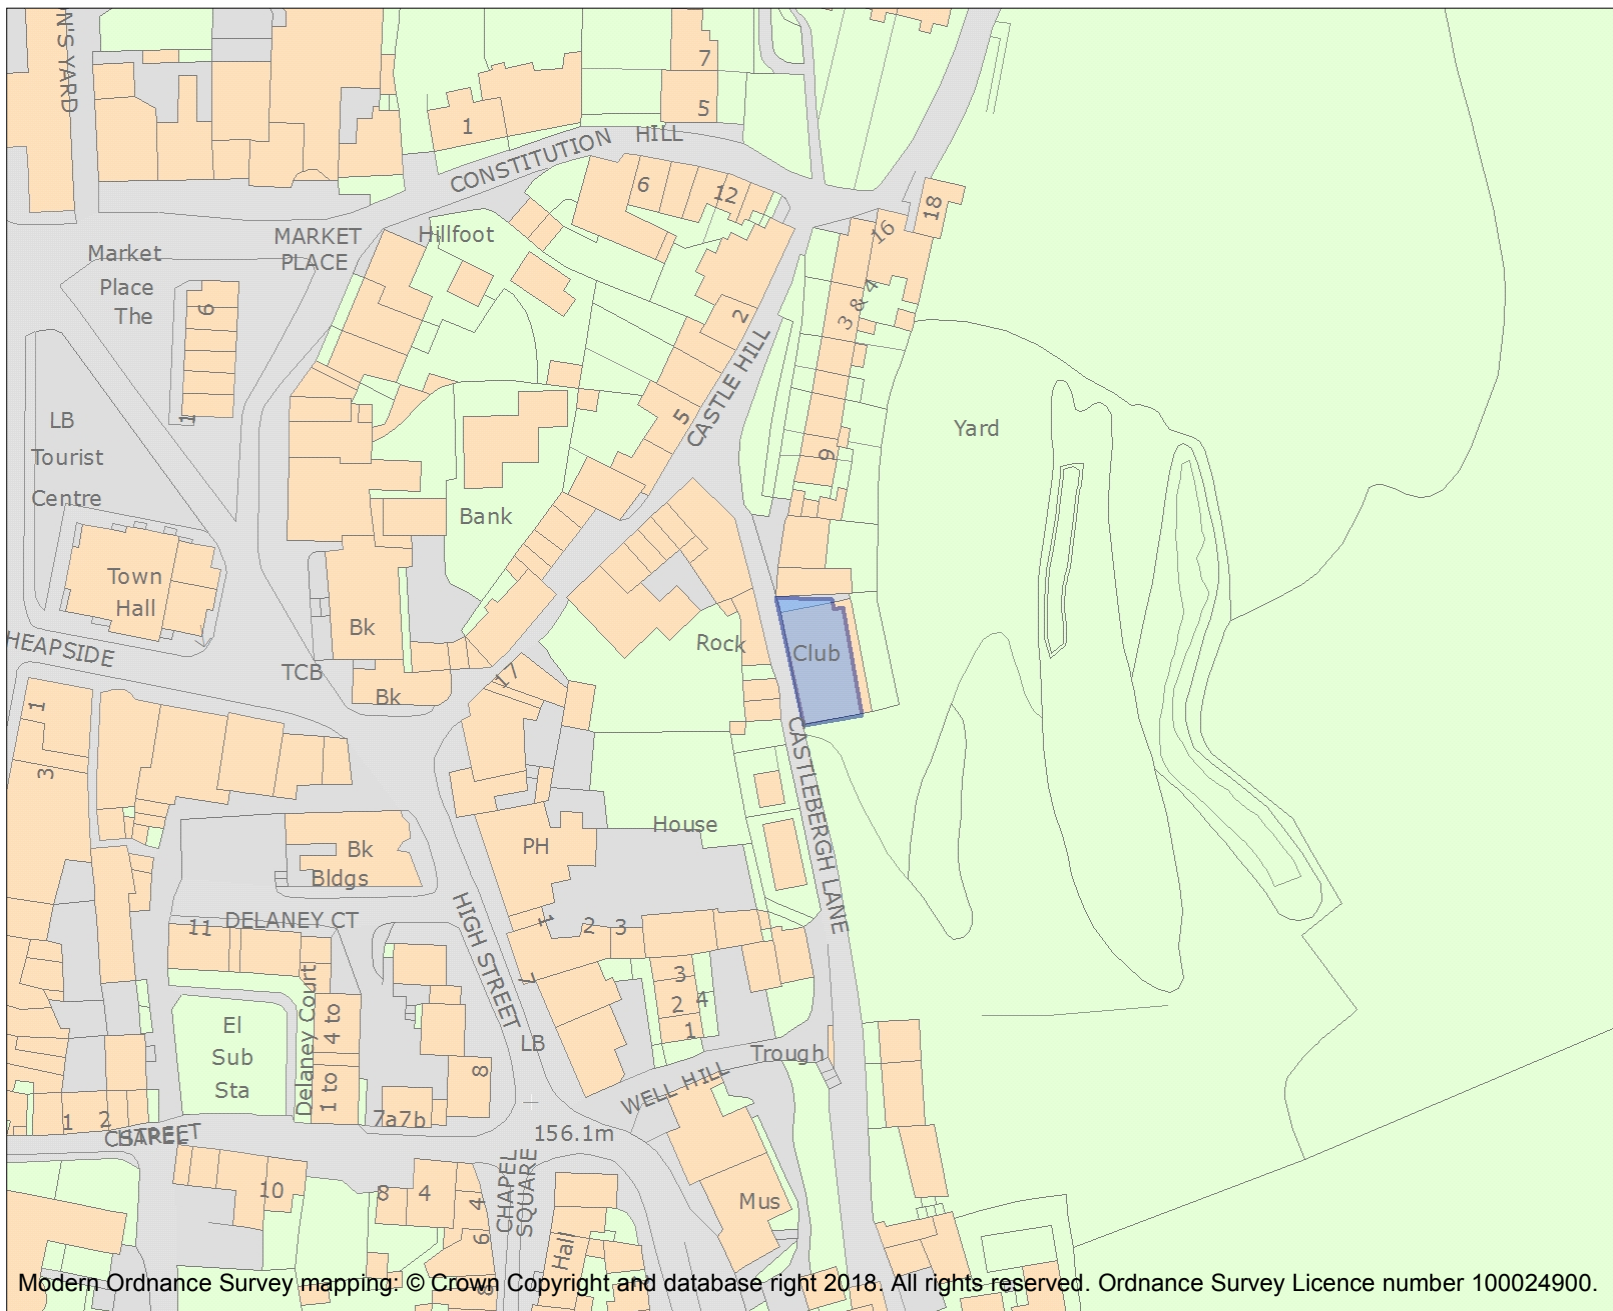 N'S YARD
7
5
1
CONSTITUTION HILL
6
12
18
16
Market
Place
The
MARKET
PLACE
Hillfoot
6
1
2
3 & 4
CASTLE HILL
5
9
LB
Tourist
Centre
Yard
Bank
Town
Hall
Bk
Rock
Club
HEAPSIDE
TCB
Bk
17
1
3
CASTLEBERGH LANE
House
PH
Bk
Bldgs
HIGH STREET
DELANEY CT
11
1
2
3
7
3
2
4
1
El
Sub
Sta
Delaney Court
1 to 4 to
LB
Trough
WELL HILL
8
7a7b
1
2
CHAPEL
STREET
156.1m
CHAPEL
SQUARE
10
8
4
4
6
Hall
Mus
8
Modern Ordnance Survey mapping: © Crown Copyright and database right 2018. All rights reserved. Ordnance Survey Licence number 100024900.